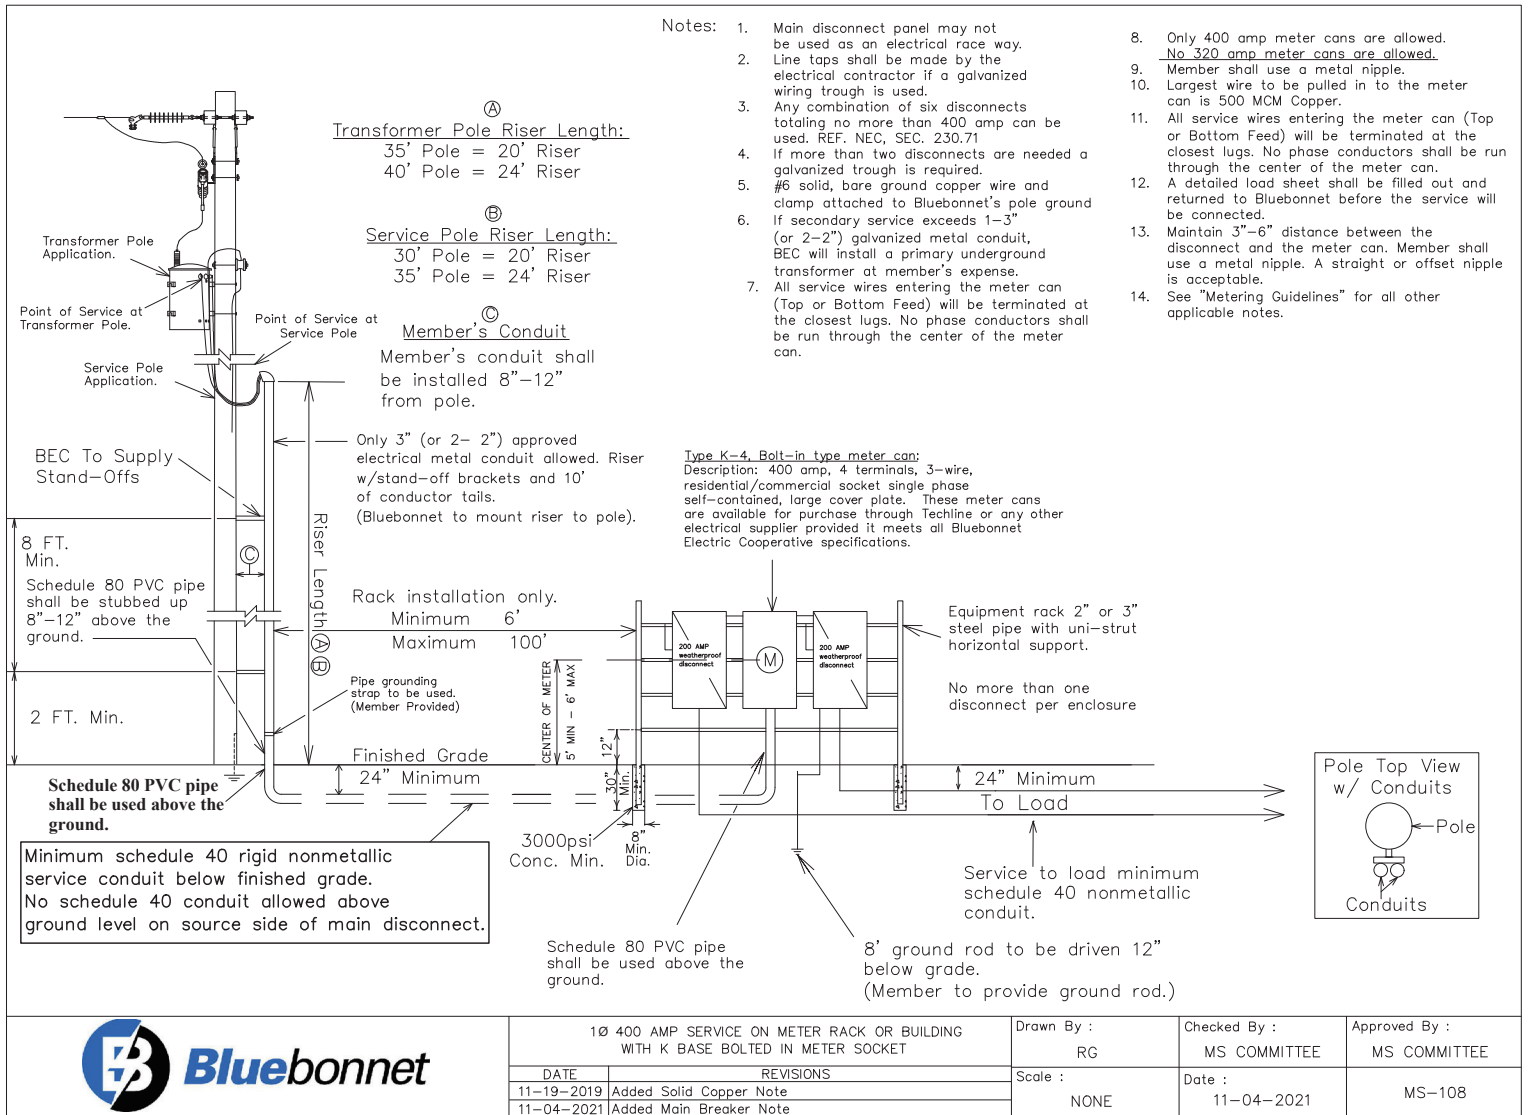 Notes:
1. Main disconnect panel may not
be used as an electrical race way.
2. Line taps shall be made by the
electrical contractor if a galvanized
wiring trough is used.
3. Any combination of six disconnects
totaling no more than 400 amp can be
used. REF. NEC, SEC. 230.71
4. If more than two disconnects are needed a
galvanized trough is required.
5. #6 solid, bare ground copper wire and
clamp attached to Bluebonnet's pole ground
6. If secondary service exceeds 1-3"
(or 2-2") galvanized metal conduit,
BEC will install a primary underground
transformer at member's expense.
7. All service wires entering the meter can
(Top or Bottom Feed) will be terminated at
the closest lugs. No phase conductors shall
be run through the center of the meter
can.
8. Only 400 amp meter cans are allowed.
No 320 amp meter cans are allowed.
9. Member shall use a metal nipple.
10. Largest wire to be pulled in to the meter
can is 500 MCM Copper.
11. All service wires entering the meter can (Top
or Bottom Feed) will be terminated at the
closest lugs. No phase conductors shall be run
through the center of the meter can.
12. A detailed load sheet shall be filled out and
returned to Bluebonnet before the service will
be connected.
13. Maintain 3"-6" distance between the
disconnect and the meter can. Member shall
use a metal nipple. A straight or offset nipple
is acceptable.
14. See "Metering Guidelines" for all other
applicable notes.
A
Transformer Pole Riser Length:
35' Pole = 20' Riser
40' Pole = 24' Riser
B
Service Pole Riser Length:
30' Pole = 20' Riser
35' Pole = 24' Riser
C
Member's Conduit
Member's conduit shall
be installed 8"-12"
from pole.
Transformer Pole
Application.
Point of Service at
Transformer Pole.
Point of Service at
Service Pole
Service Pole
Application.
BEC To Supply
Stand-Offs
Only 3" (or 2- 2") approved
electrical metal conduit allowed. Riser
w/stand-off brackets and 10'
of conductor tails.
(Bluebonnet to mount riser to pole).
Type K-4, Bolt-in type meter can:
Description: 400 amp, 4 terminals, 3-wire,
residential/commercial socket single phase
self-contained, large cover plate. These meter cans
are available for purchase through Techline or any other
electrical supplier provided it meets all Bluebonnet
Electric Cooperative specifications.
8 FT.
Min.
C
Schedule 80 PVC pipe
shall be stubbed up
8"-12" above the
ground.
Riser Length A B
Rack installation only.
Minimum 6'
Maximum 100'
200 AMP
weatherproof
disconnect
M
200 AMP
weatherproof
disconnect
Equipment rack 2" or 3"
steel pipe with uni-strut
horizontal support.
No more than one
disconnect per enclosure
2 FT. Min.
Pipe grounding
strap to be used.
(Member Provided)
CENTER OF METER
5' MIN - 6' MAX
12"
30"
Min.
Finished Grade
24" Minimum
24" Minimum
To Load
Schedule 80 PVC pipe
shall be used above the
ground.
3000psi
Conc. Min.
8"
Min.
Dia.
Minimum schedule 40 rigid nonmetallic
service conduit below finished grade.
No schedule 40 conduit allowed above
ground level on source side of main disconnect.
Service to load minimum
schedule 40 nonmetallic
conduit.
Schedule 80 PVC pipe
shall be used above the
ground.
8' ground rod to be driven 12"
below grade.
(Member to provide ground rod.)
Pole Top View
w/ Conduits
Pole
Conduits
Bluebonnet
1Ø 400 AMP SERVICE ON METER RACK OR BUILDING
WITH K BASE BOLTED IN METER SOCKET
DATE REVISIONS
11-19-2019 Added Solid Copper Note
11-04-2021 Added Main Breaker Note
Drawn By :
RG
Checked By :
MS COMMITTEE
Approved By :
MS COMMITTEE
Scale :
NONE
Date :
11-04-2021
MS-108